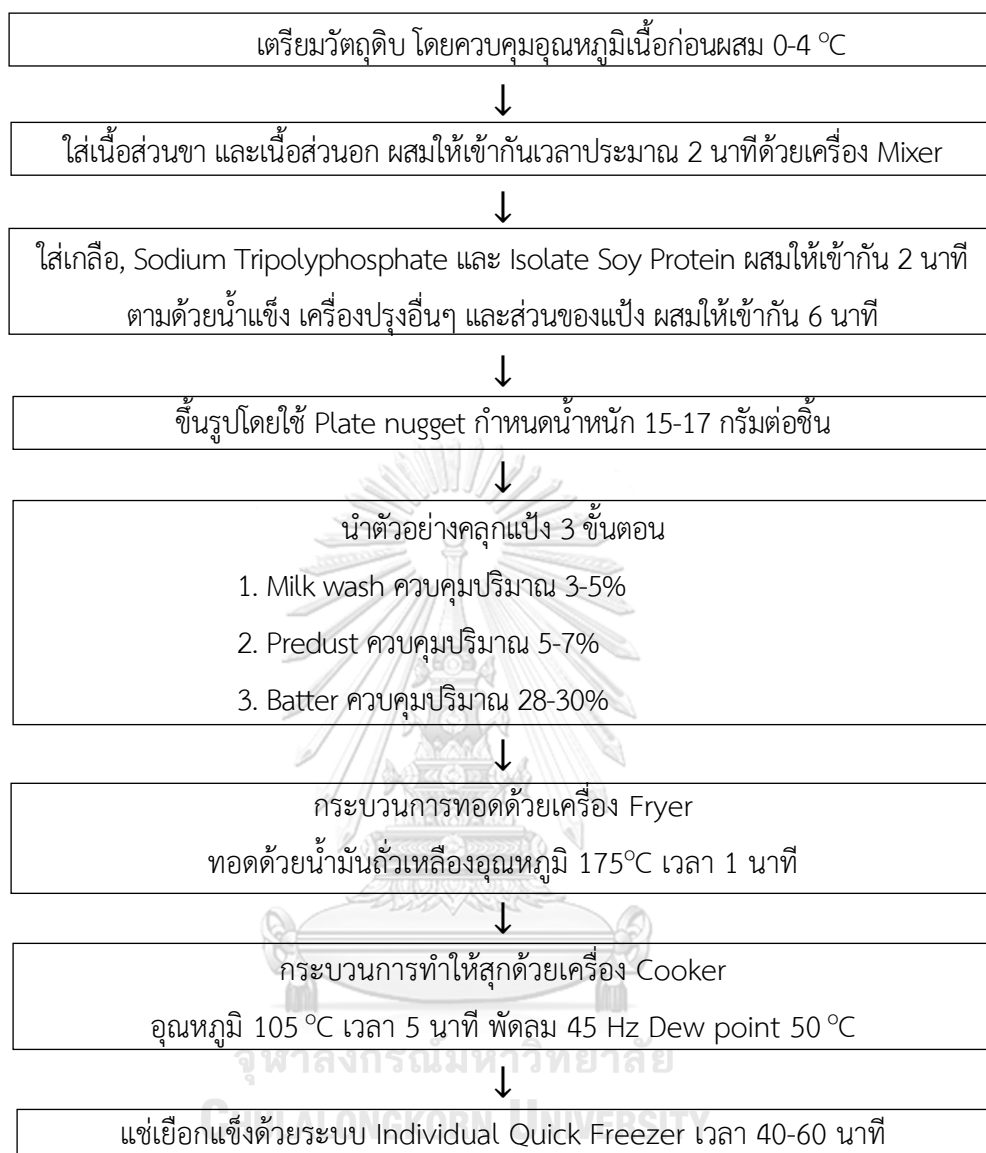 เตรียมวัตถุดิบ โดยควบคุมอุณหภูมิเนื้อก่อนผสม 0-4 °C
↓
ใส่เนื้อส่วนขา และเนื้อส่วนอก ผสมให้เข้ากันเวลาประมาณ 2 นาทีด้วยเครื่อง Mixer
↓
ใส่เกลือ, Sodium Tripolyphosphate และ Isolate Soy Protein ผสมให้เข้ากัน 2 นาที
ตามด้วยน้ำแข็ง เครื่องปรุงอื่นๆ และส่วนของแป้ง ผสมให้เข้ากัน 6 นาที
↓
ขึ้นรูปโดยใช้ Plate nugget กำหนดน้ำหนัก 15-17 กรัมต่อชิ้น
↓
นำตัวอย่างคลุกแป้ง 3 ขั้นตอน
1. Milk wash ควบคุมปริมาณ 3-5%
2. Predust ควบคุมปริมาณ 5-7%
3. Batter ควบคุมปริมาณ 28-30%
↓
กระบวนการทอดด้วยเครื่อง Fryer
ทอดด้วยน้ำมันถั่วเหลืองอุณหภูมิ 175°C เวลา 1 นาที
↓
กระบวนการทำให้สุกด้วยเครื่อง Cooker
อุณหภูมิ 105 °C เวลา 5 นาที พัดลม 45 Hz Dew point 50 °C
จุฬาลงกรณ์มหาวิทยาลัย
↓
CHULALONGKORN UNIVERSITY
แช่เยือกแข็งด้วยระบบ Individual Quick Freezer เวลา 40-60 นาที